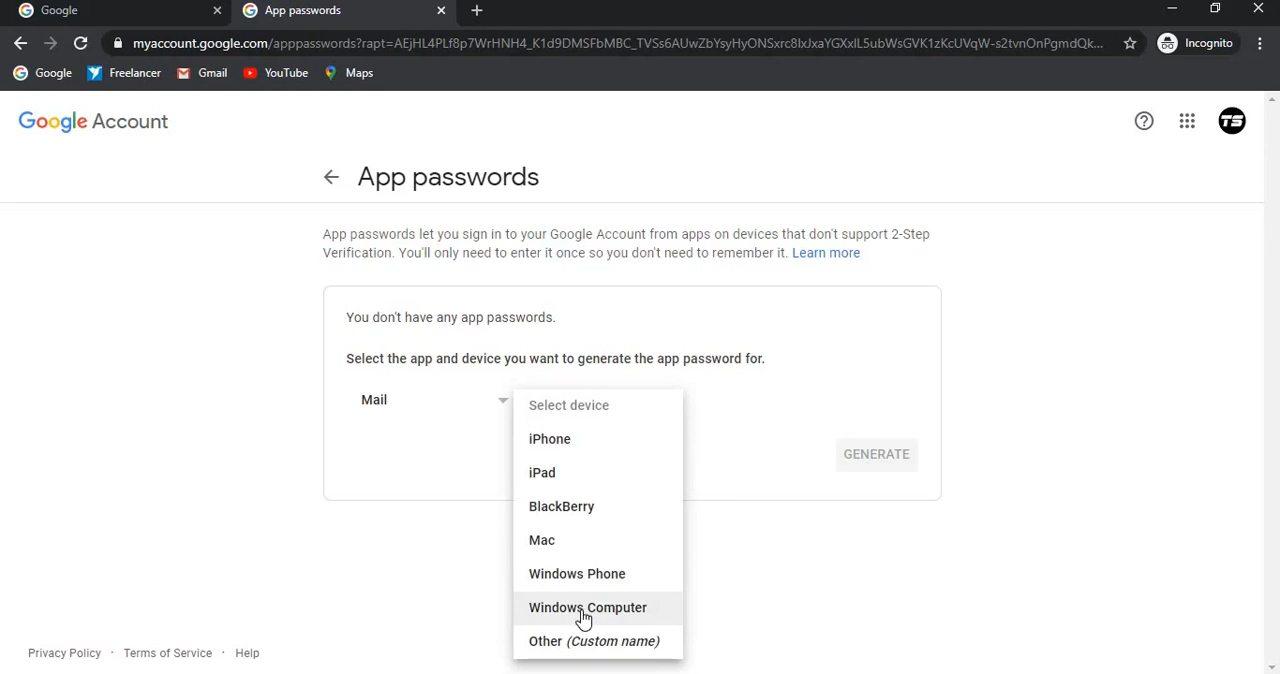 Google
App passwords
myaccount.google.com/apppasswords?rapt=AEjHL4PLf8p7WrHNH4_K1d9DMSFbMBC_TVSs6AUwZbYsyHyONSxrc8lxJxaYGXxlL5ubWsGVK1zKcUVqW-s2tvnOnPgmdQk...
Incognito
Google Freelancer Gmail YouTube Maps
Google Account
TS
App passwords
App passwords let you sign in to your Google Account from apps on devices that don't support 2-Step
Verification. You'll only need to enter it once so you don't need to remember it. Learn more
You don't have any app passwords.
Select the app and device you want to generate the app password for.
Mail
Select device
iPhone
iPad
BlackBerry
Mac
Windows Phone
Windows Computer
Other (Custom name)
GENERATE
Privacy Policy · Terms of Service · Help